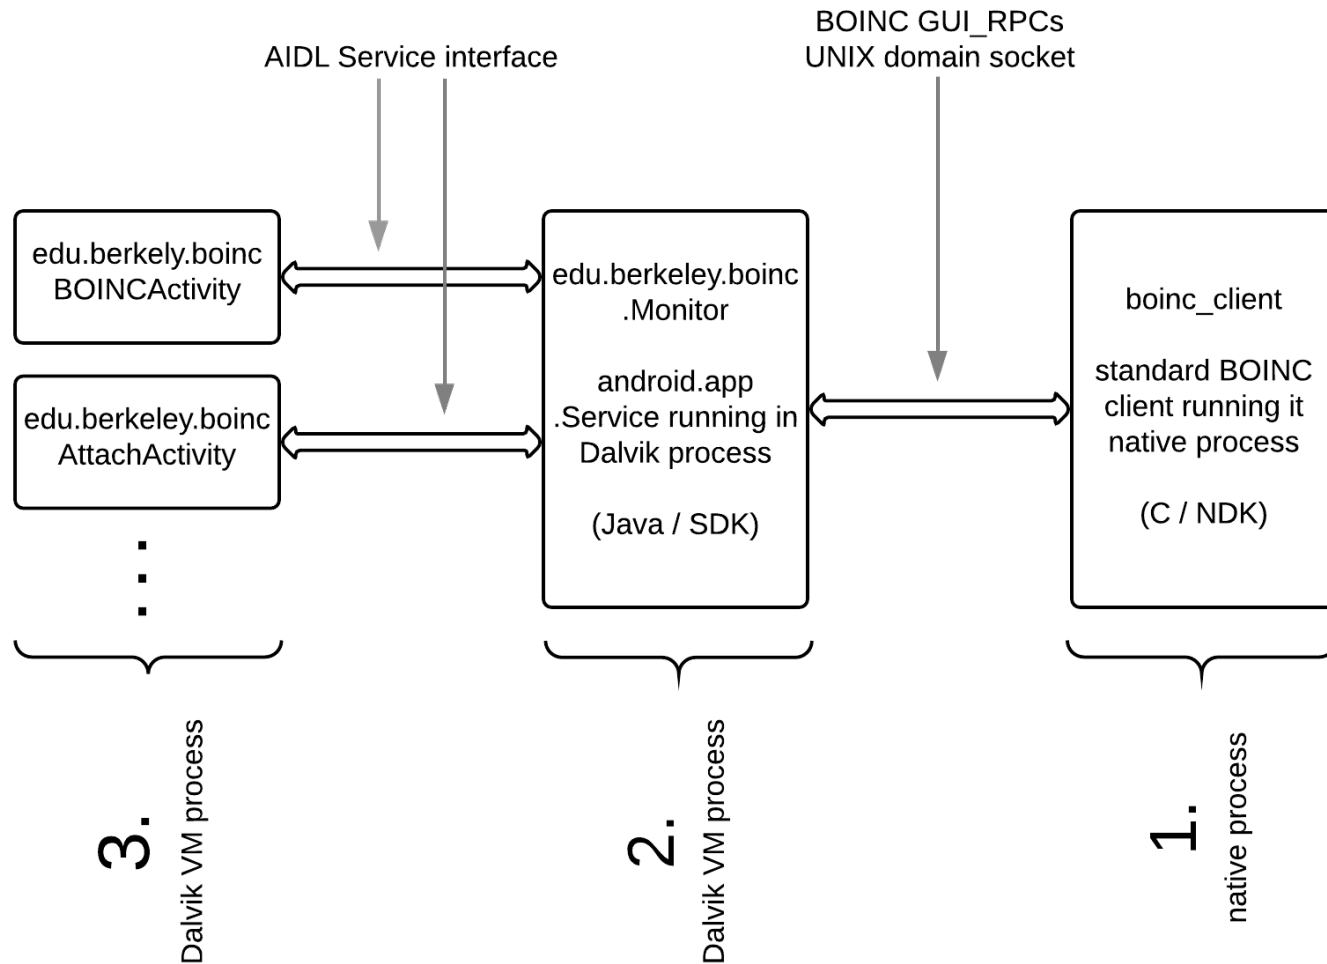 AIDL Service interface
BOINC GUI_RPCs
UNIX domain socket
edu.berkely.boinc
BOINCActivity
edu.berkeley.boinc
AttachActivity
edu.berkeley.boinc
.Monitor
android.app
.Service running in
Dalvik process
(Java / SDK)
boinc_client
standard BOINC
client running it
native process
(C / NDK)
3.
Dalvik VM process
2.
Dalvik VM process
1.
native process